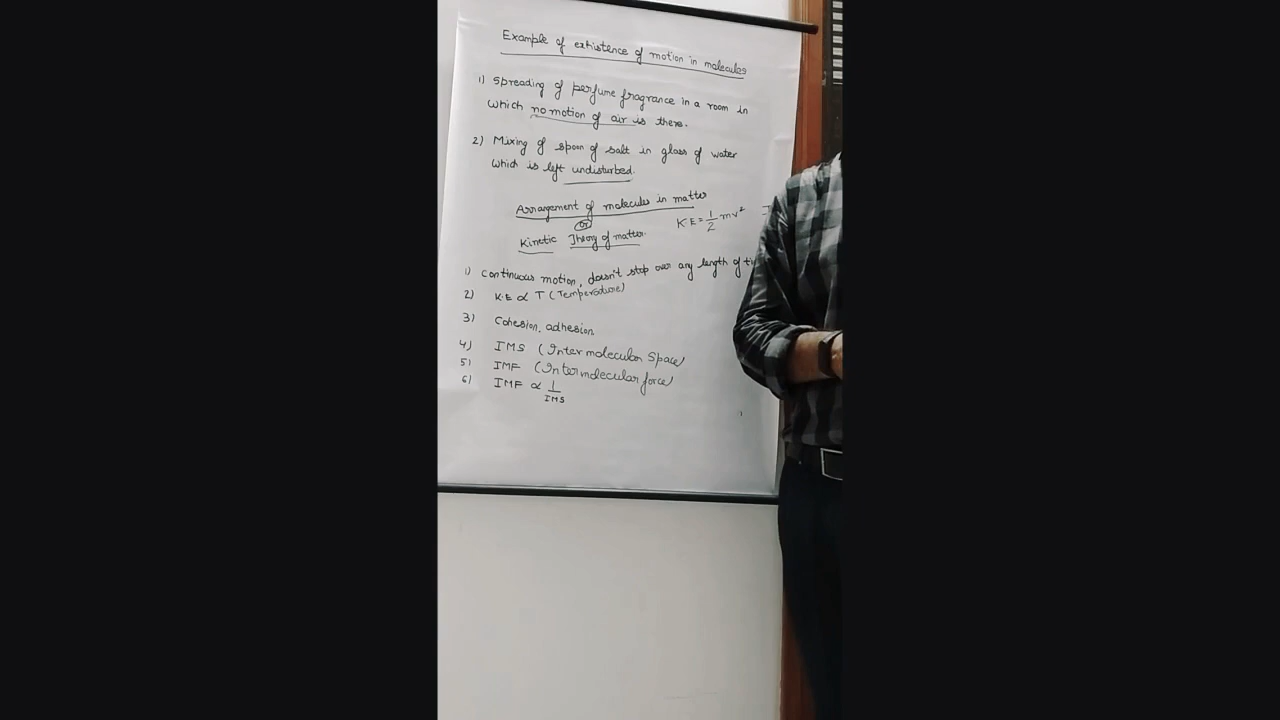 Example of exhistence of motion in molecules
1) Spreading of perfume fragrance in a room in
which no motion of air is there.
2) Mixing of spoon of salt in glass of water
which is left undisturbed.
Arrangement of molecules in matter
(or)
Kinetic Theory of matter.
K.E = 1/2 mv²
1) Continuous motion, doesn't stop over any length of
2) K.E ∝ T (Temperature)
3) Cohesion, adhesion
4) IMS (Inter molecular Space)
5) IMF (Intermolecular force)
6) IMF ∝ 1/IMS